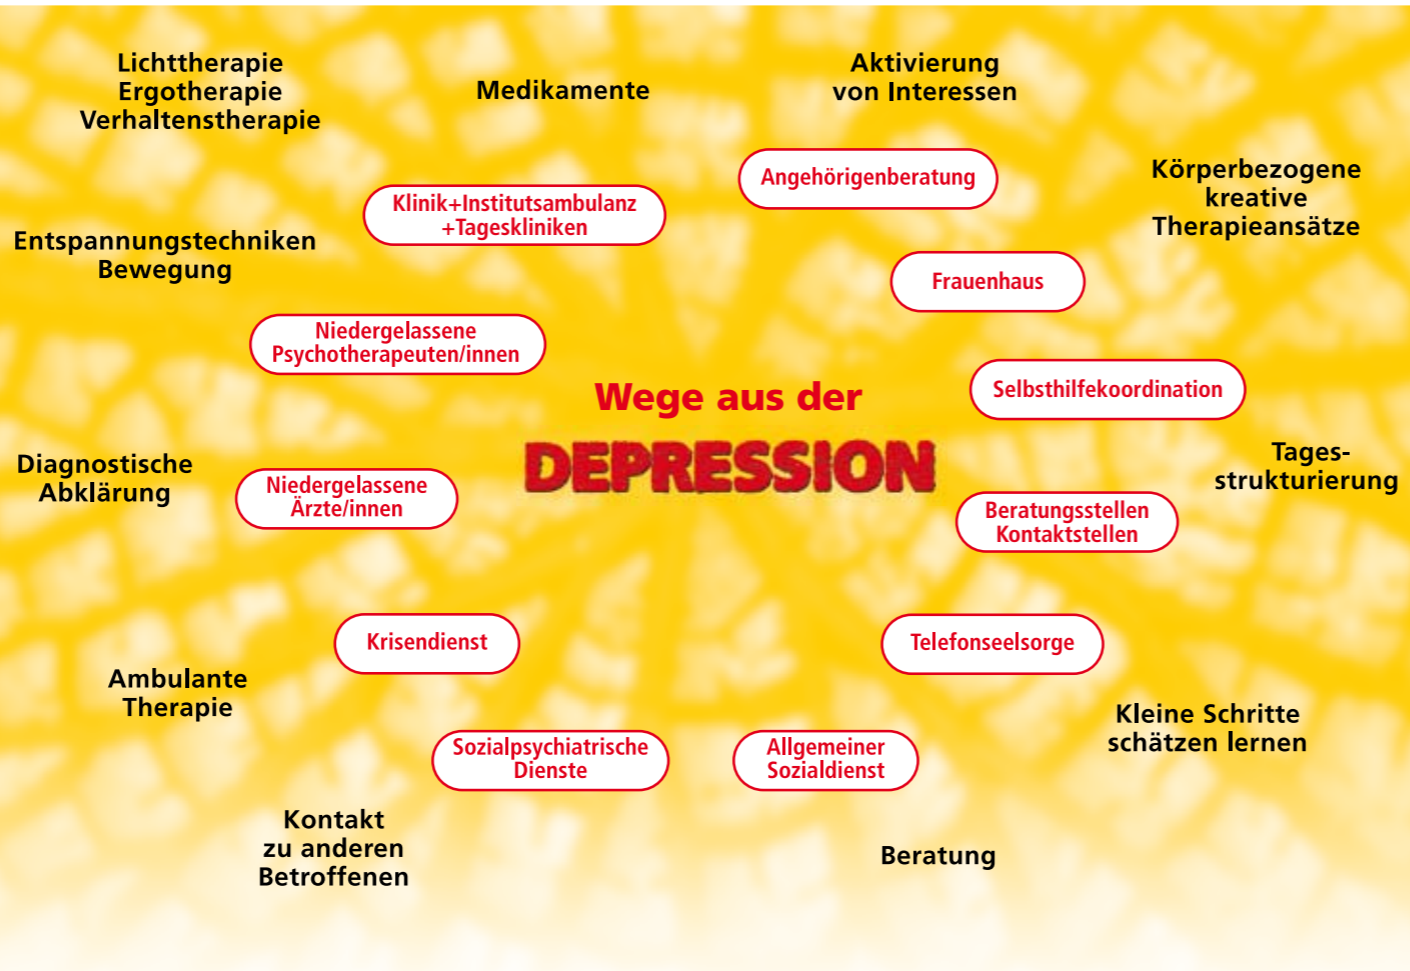 Lichttherapie
Ergotherapie
Verhaltenstherapie
Medikamente
Aktivierung
von Interessen
Körperbezogene
kreative
Therapieansätze
Angehörigenberatung
Klinik+Institutsambulanz
+Tageskliniken
Entspannungstechniken
Bewegung
Frauenhaus
Niedergelassene
Psychotherapeuten/innen
Wege aus der
DEPRESSION
Selbsthilfekoordination
Tages-
strukturierung
Diagnostische
Abklärung
Niedergelassene
Ärzte/innen
Beratungsstellen
Kontaktstellen
Krisendienst
Telefonseelsorge
Ambulante
Therapie
Kleine Schritte
schätzen lernen
Sozialpsychiatrische
Dienste
Allgemeiner
Sozialdienst
Kontakt
zu anderen
Betroffenen
Beratung